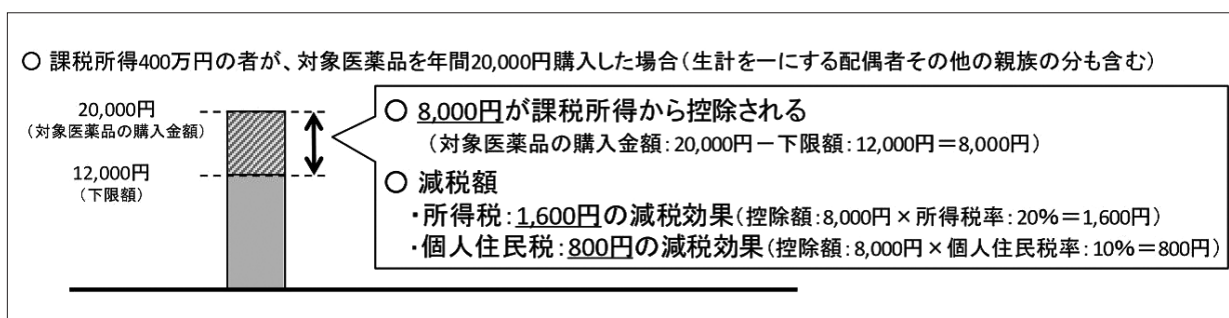 ○ 課税所得400万円の者が、対象医薬品を年間20,000円購入した場合（生計を一にする配偶者その他の親族の分も含む）
20,000円
（対象医薬品の購入金額）
12,000円
（下限額）
○ 8,000円が課税所得から控除される
（対象医薬品の購入金額：20,000円－下限額：12,000円＝8,000円）
○ 減税額
・所得税：1,600円の減税効果（控除額：8,000円×所得税率：20%＝1,600円）
・個人住民税：800円の減税効果（控除額：8,000円×個人住民税率：10%＝800円）